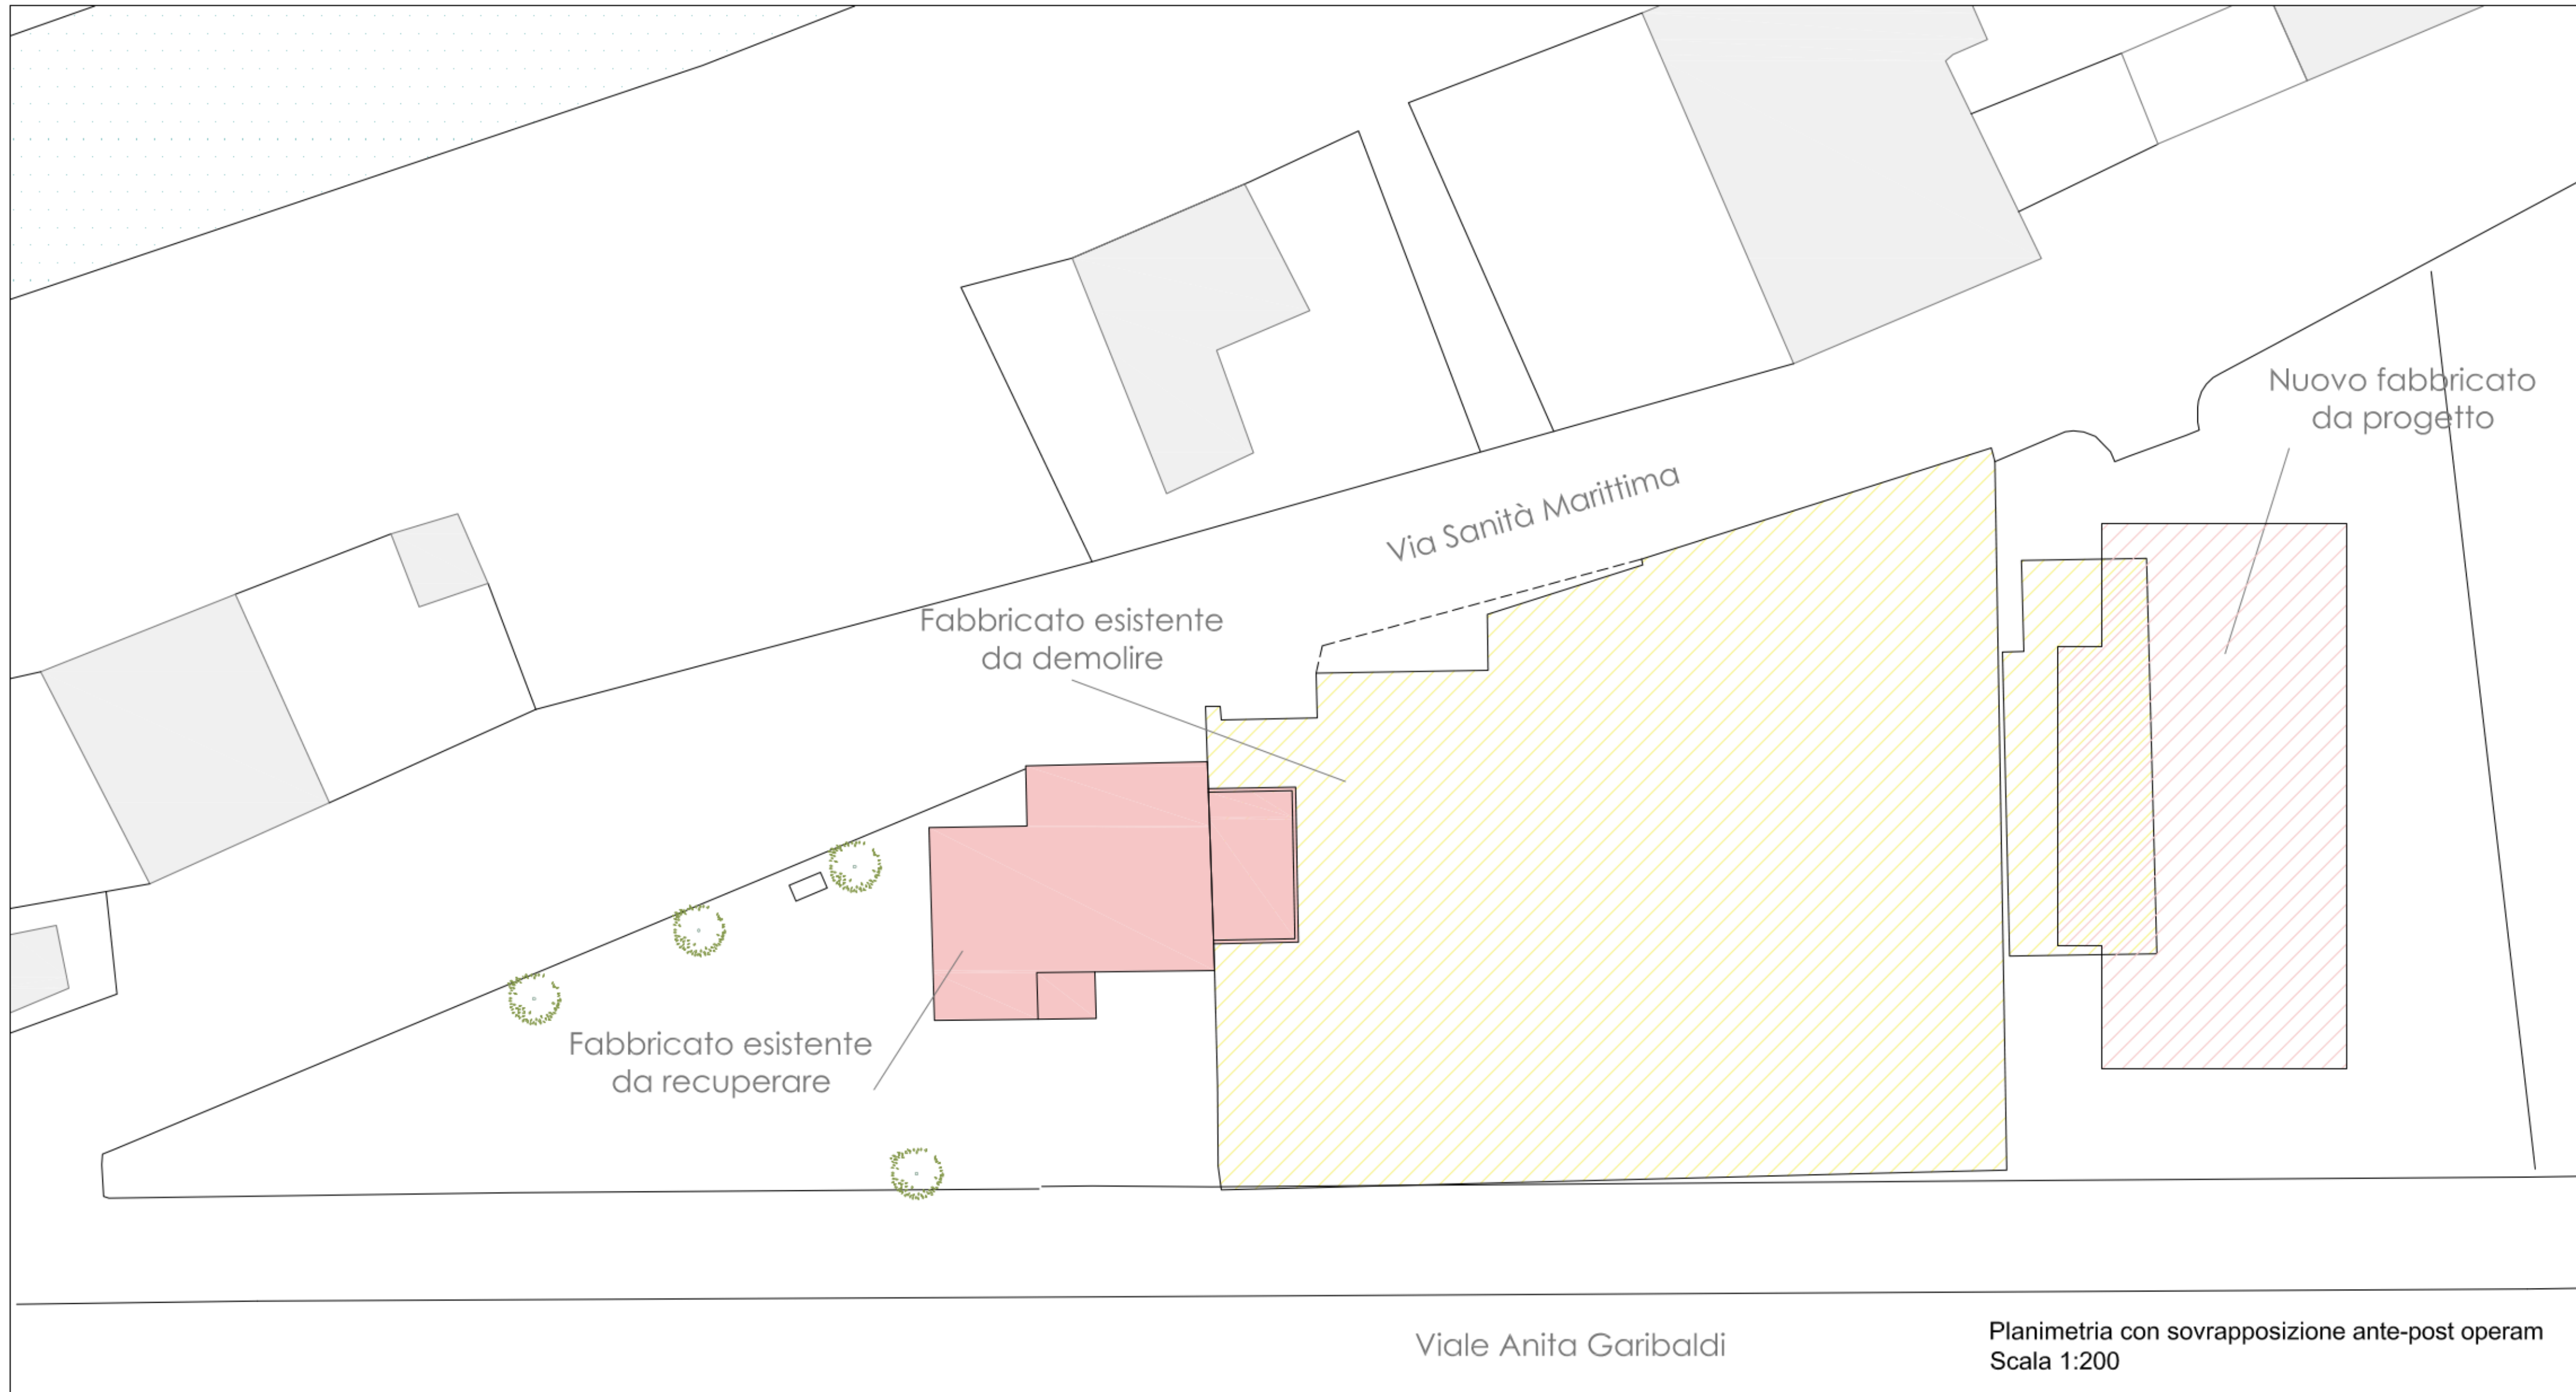 Nuovo fabbricato
da progetto
Via Sanità Marittima
Fabbricato esistente
da demolire
Fabbricato esistente
da recuperare
Viale Anita Garibaldi
Planimetria con sovrapposizione ante-post operam
Scala 1:200